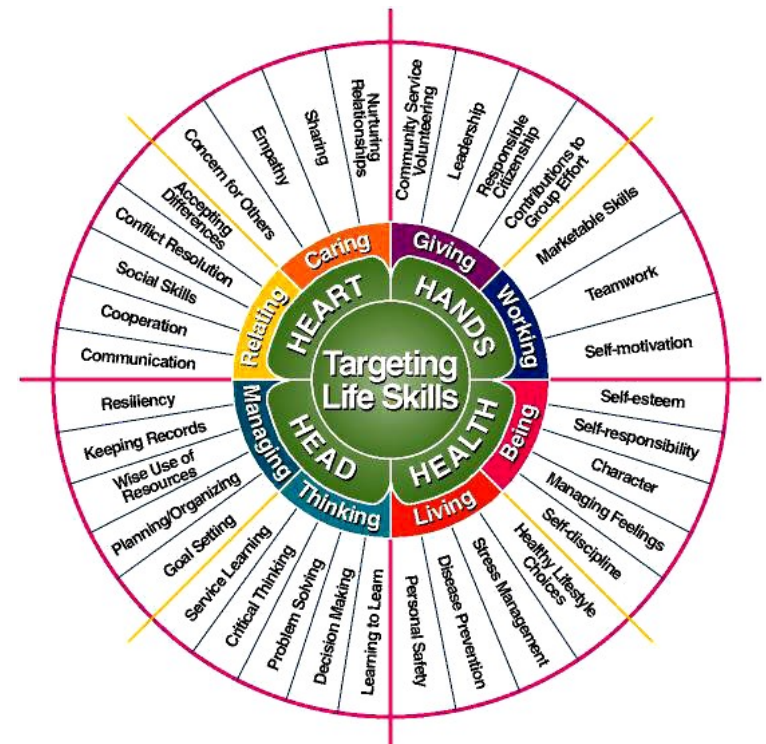 Targeting
Life Skills
HEART
HANDS
HEALTH
HEAD
Caring
Giving
Working
Being
Living
Thinking
Managing
Relating
Concern for Others
Empathy
Sharing
Nurturing
Relationships
Community Service
Volunteering
Leadership
Responsible
Citizenship
Contributions to
Group Effort
Marketable Skills
Teamwork
Self-motivation
Self-esteem
Self-responsibility
Character
Managing Feelings
Self-discipline
Healthy Lifestyle
Choices
Stress Management
Disease Prevention
Personal Safety
Learning to Learn
Decision Making
Problem Solving
Critical Thinking
Service Learning
Goal Setting
Planning/Organizing
Wise Use of
Resources
Keeping Records
Resiliency
Communication
Cooperation
Social Skills
Conflict Resolution
Accepting
Differences